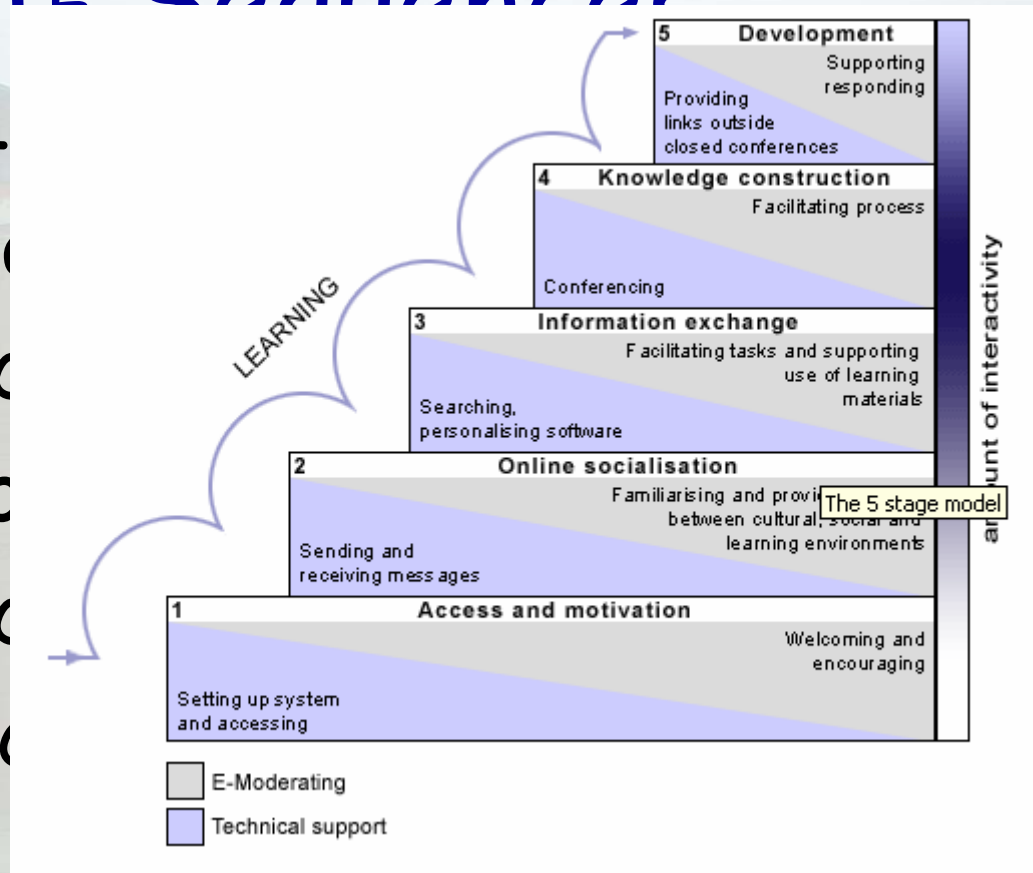 5 Development
Supporting
responding
Providing
links outside
closed conferences
4 Knowledge construction
Facilitating process
Conferencing
3 Information exchange
Facilitating tasks and supporting
use of learning
materials
Searching,
personalising software
2 Online socialisation
Familiarising and
The 5 stage model
between cultural, social and
learning environments
Sending and
receiving messages
1 Access and motivation
Welcoming and
encouraging
Setting up system
and accessing
LEARNING
of interactivity
E-Moderating
Technical support